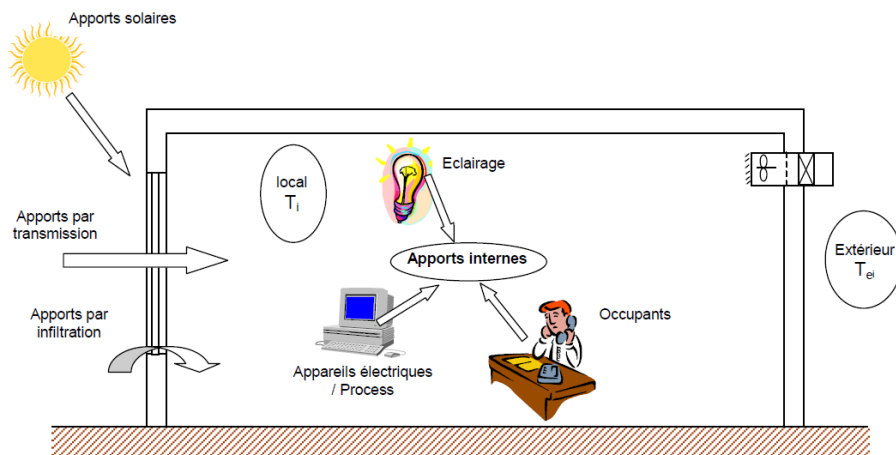 Apports solaires
local
Ti
Eclairage
Apports par
transmission
Apports internes
Extérieur
Tei
Apports par
infiltration
Occupants
Appareils électriques
/ Process